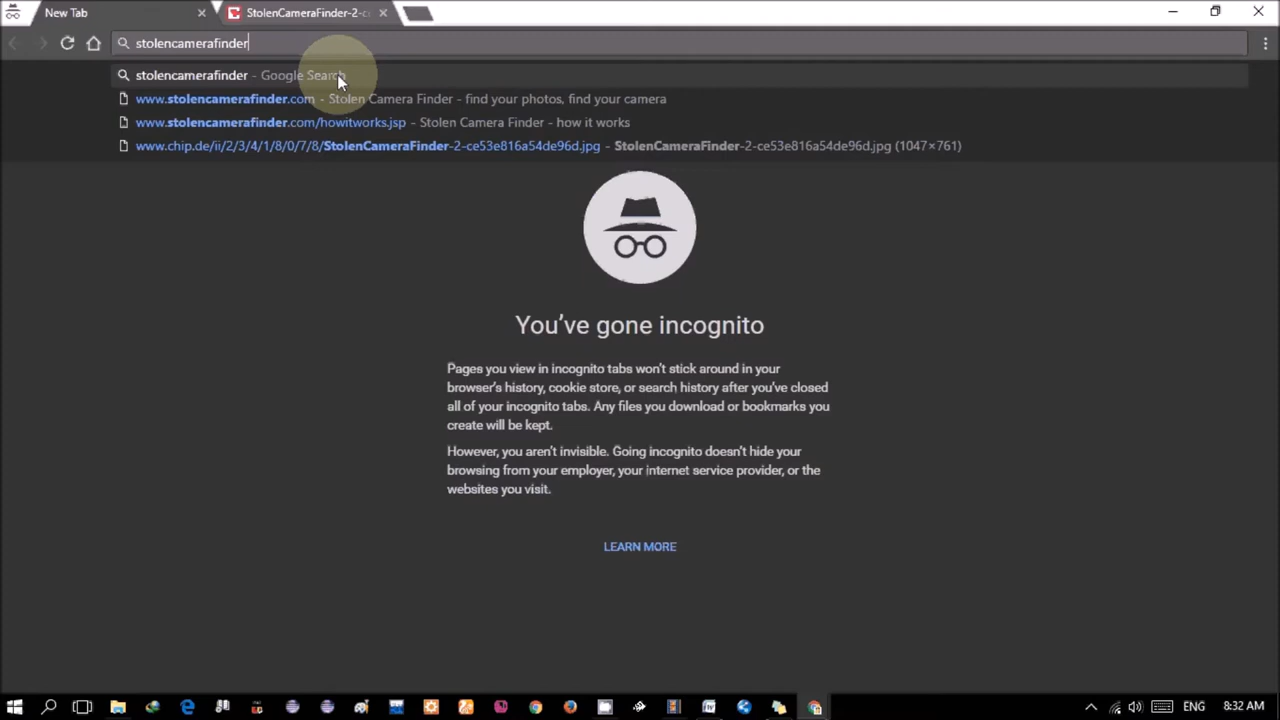 New Tab
StolenCameraFinder-2-c
stolencamerafinder
stolencamerafinder - Google Search
www.stolencamerafinder.com - Stolen Camera Finder - find your photos, find your camera
www.stolencamerafinder.com/howitworks.jsp - Stolen Camera Finder - how it works
www.chip.de/ii/2/3/4/1/8/0/7/8/StolenCameraFinder-2-ce53e816a54de96d.jpg - StolenCameraFinder-2-ce53e816a54de96d.jpg (1047×761)
You've gone incognito
Pages you view in incognito tabs won't stick around in your
browser's history, cookie store, or search history after you've closed
all of your incognito tabs. Any files you download or bookmarks you
create will be kept.
However, you aren't invisible. Going incognito doesn't hide your
browsing from your employer, your internet service provider, or the
websites you visit.
LEARN MORE
ENG
8:32 AM